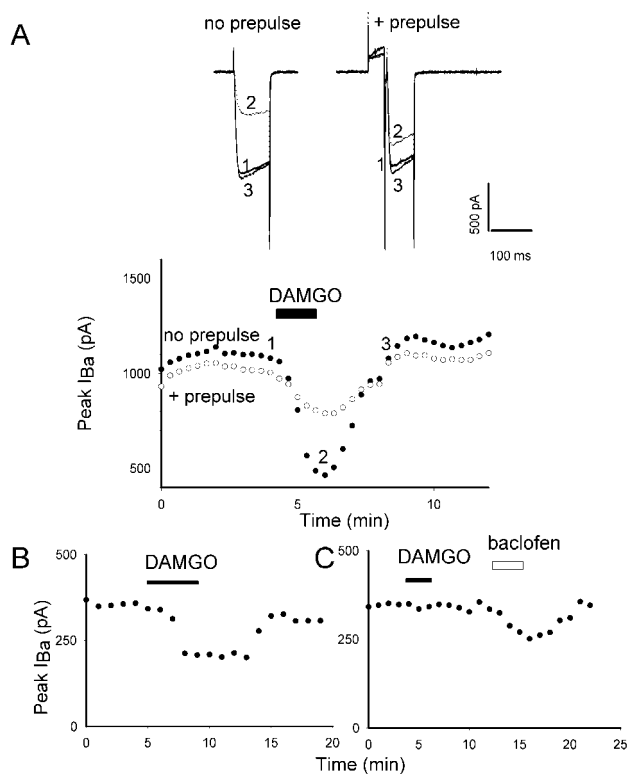 A
no prepulse
+ prepulse
2
1
3
2
1
3
500 pA
100 ms
1500
1000
500
Peak IBa (pA)
DAMGO
no prepulse
1
+ prepulse
2
3
0
5
10
Time (min)
B
500
250
0
Peak IBa (pA)
DAMGO
0
5
10
15
20
C
500
250
0
DAMGO
baclofen
0
5
10
15
20
25
Time (min)